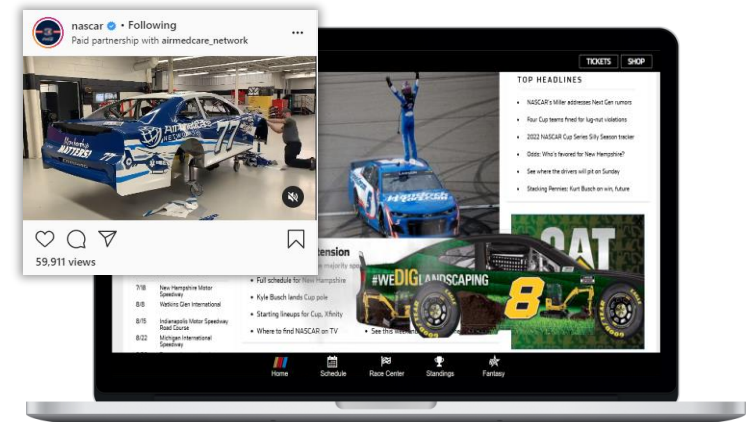 nascar • Following
Paid partnership with airmedcare_network
77
MATTERS!
77
59,911 views
TICKETS
SHOP
TOP HEADLINES
NASCAR's Miller addresses Next Gen rumors
Four Cup teams fined for lug-nut violations
2022 NASCAR Cup Series Silly Season tracker
Odds: Who's favored for New Hampshire?
See where the drivers will pit on Sunday
Stacking Pennies: Kurt Busch on win, future
CAT
#WEDIGLANDSCAPING
8
tension
majority
7/18 New Hampshire Motor
Speedway
8/8 Watkins Glen International
8/15 Indianapolis Motor Speedway
Road Course
8/22 Michigan International
Speedway
Full schedule for New Hampshire
Kyle Busch lands Cup pole
Starting lineups for Cup, Xfinity
Where to find NASCAR on TV
See this
Home
Schedule
Race Center
Standings
Fantasy